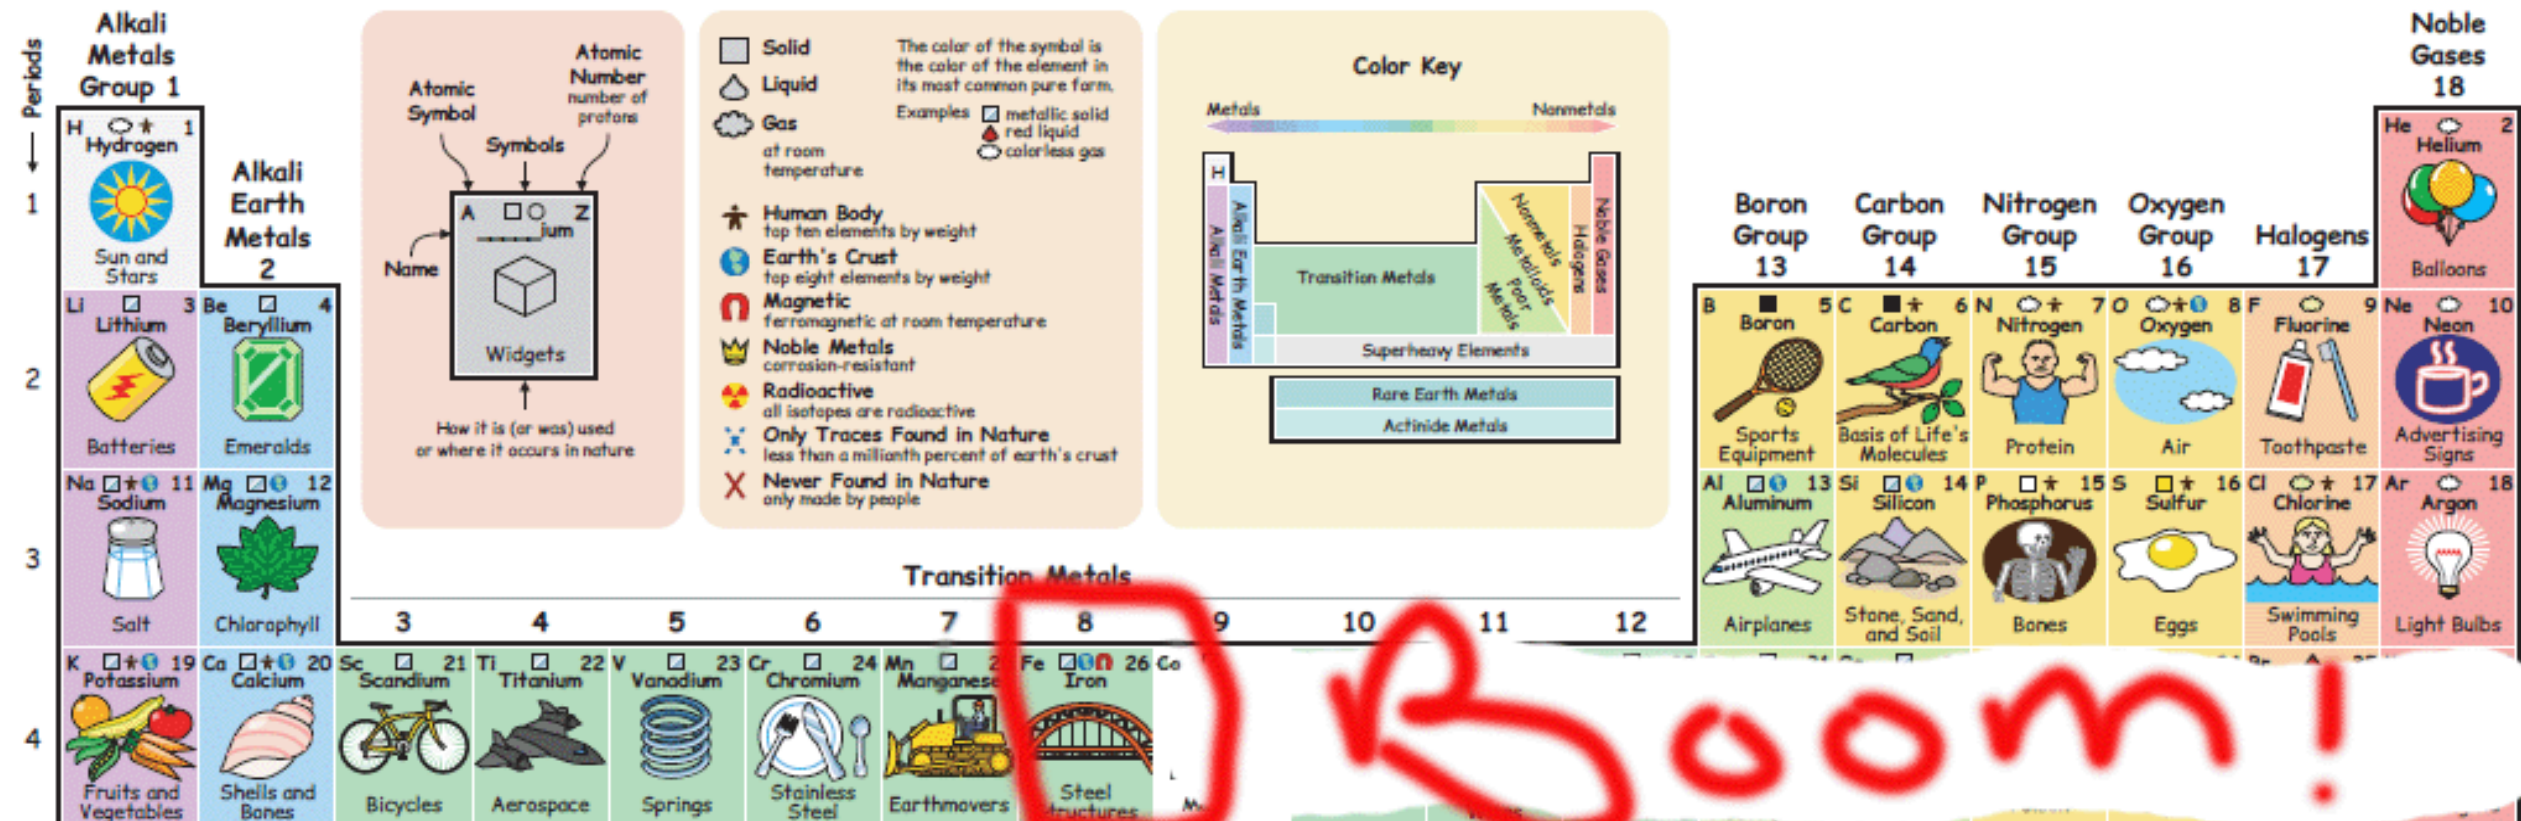 Periods
Alkali
Metals
Group 1
H 1
Hydrogen
Sun and
Stars
1
Alkali
Earth
Metals
2
Atomic
Symbol
Atomic
Number
number of
protons
Symbols
Name
A Z
_____ium
Widgets
How it is (or was) used
or where it occurs in nature
Solid
Liquid
Gas
at room
temperature
The color of the symbol is
the color of the element in
its most common pure form.
Examples metallic solid
red liquid
colorless gas
Human Body
top ten elements by weight
Earth's Crust
top eight elements by weight
Magnetic
ferromagnetic at room temperature
Noble Metals
corrosion-resistant
Radioactive
all isotopes are radioactive
Only Traces Found in Nature
less than a millionth percent of earth's crust
Never Found in Nature
only made by people
Color Key
Metals Nonmetals
H
Alkali Metals
Alkali Earth Metals
Transition Metals
Nonmetals
Metalloids
Poor
Metals
Halogens
Noble Gases
Superheavy Elements
Rare Earth Metals
Actinide Metals
Noble
Gases
18
He 2
Helium
Balloons
Boron
Group
13
Carbon
Group
14
Nitrogen
Group
15
Oxygen
Group
16
Halogens
17
2
Li 3
Lithium
Batteries
Be 4
Beryllium
Emeralds
B 5
Boron
Sports
Equipment
C 6
Carbon
Basis of Life's
Molecules
N 7
Nitrogen
Protein
O 8
Oxygen
Air
F 9
Fluorine
Toothpaste
Ne 10
Neon
Advertising
Signs
3
Na 11
Sodium
Salt
Mg 12
Magnesium
Chlorophyll
Al 13
Aluminum
Airplanes
Si 14
Silicon
Stone, Sand,
and Soil
P 15
Phosphorus
Bones
S 16
Sulfur
Eggs
Cl 17
Chlorine
Swimming
Pools
Ar 18
Argon
Light Bulbs
Transition Metals
3 4 5 6 7 8 9 10 11 12
4
K 19
Potassium
Fruits and
Vegetables
Ca 20
Calcium
Shells and
Bones
Sc 21
Scandium
Bicycles
Ti 22
Titanium
Aerospace
V 23
Vanadium
Springs
Cr 24
Chromium
Stainless
Steel
Mn 2
Manganese
Earthmovers
Fe 26
Iron
Steel
Structures
Co
Boom!